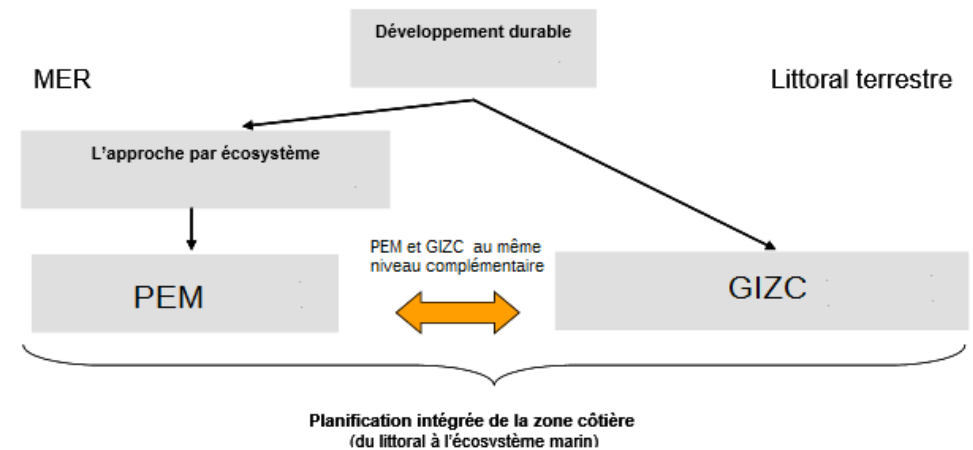 Développement durable
MER
Littoral terrestre
L'approche par écosystème
PEM et GIZC au même
niveau complémentaire
PEM
GIZC
Planification intégrée de la zone côtière
(du littoral à l'écosystème marin)